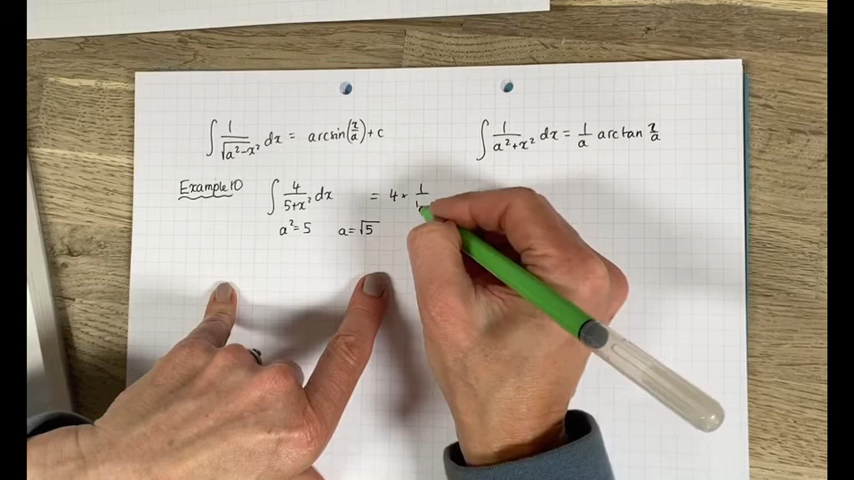 ∫ 1/√(a²-x²) dx = arcsin(x/a) + c
∫ 1/(a²+x²) dx = 1/a arctan x/a
Example 10
∫ 4/(5+x²) dx = 4 × 1/
a² = 5 a = √5